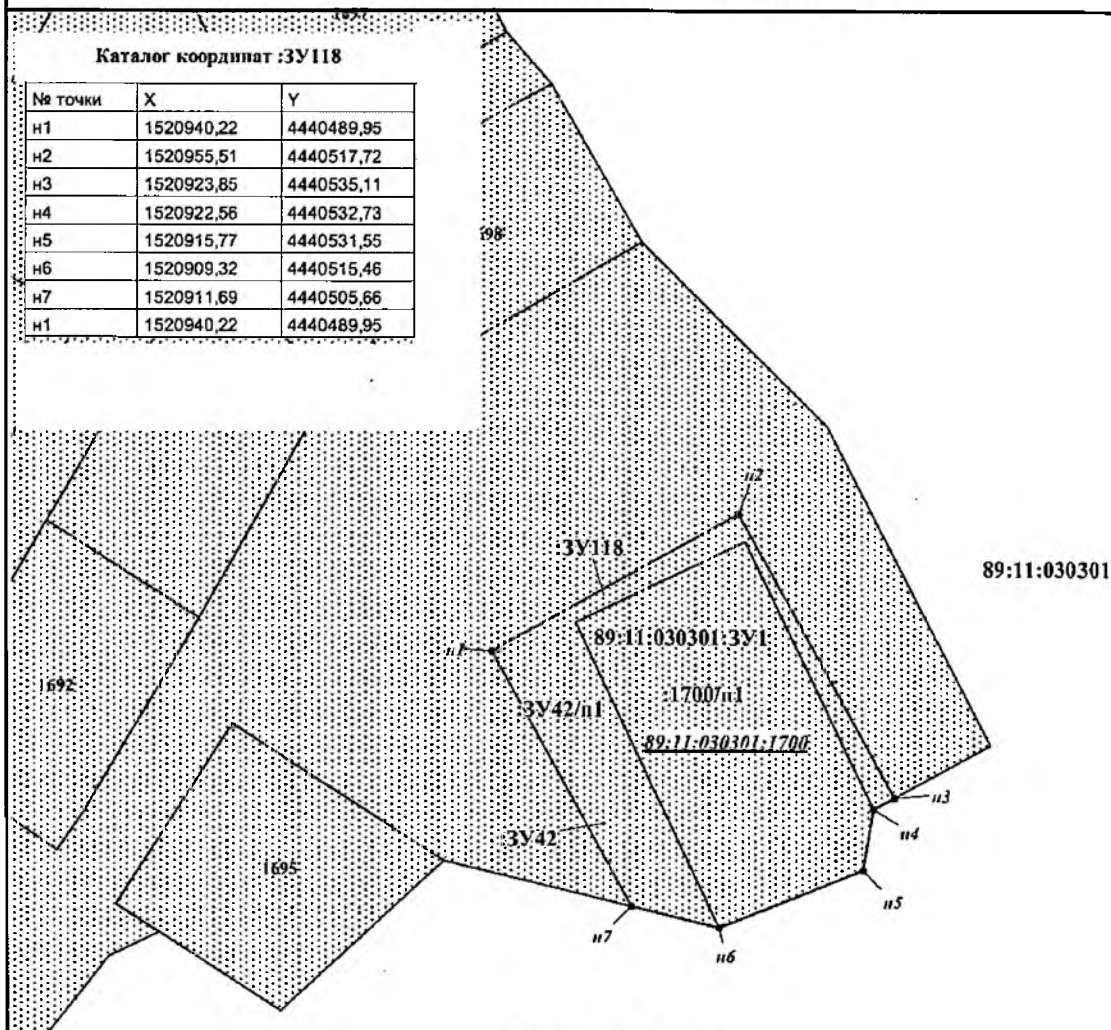 Каталог координат :ЗУ118
№ точки X Y
н1 1520940,22 4440489,95
н2 1520955,51 4440517,72
н3 1520923,85 4440535,11
н4 1520922,56 4440532,73
н5 1520915,77 4440531,55
н6 1520909,32 4440515,46
н7 1520911,69 4440505,66
н1 1520940,22 4440489,95
н2
:ЗУ118
89:11:030301
н1
89:11:030301:ЗУ1
1692
:ЗУ42/п1
:1700/п1
89:11:030301:1700
н3
н4
:ЗУ42
1695
н5
н7
н6